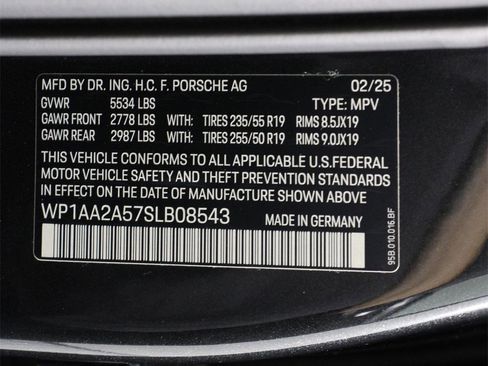 MFD BY DR. ING. H.C. F. PORSCHE AG 02/25
GVWR 5534 LBS TYPE: MPV
GAWR FRONT 2778 LBS WITH: TIRES 235/55 R19 RIMS 8.5JX19
GAWR REAR 2987 LBS WITH: TIRES 255/50 R19 RIMS 9.0JX19
THIS VEHICLE CONFORMS TO ALL APPLICABLE U.S.FEDERAL
MOTOR VEHICLE SAFETY AND THEFT PREVENTION STANDARDS
IN EFFECT ON THE DATE OF MANUFACTURE SHOWN ABOVE
WP1AA2A57SLB08543 MADE IN GERMANY
95B.010.016.BF